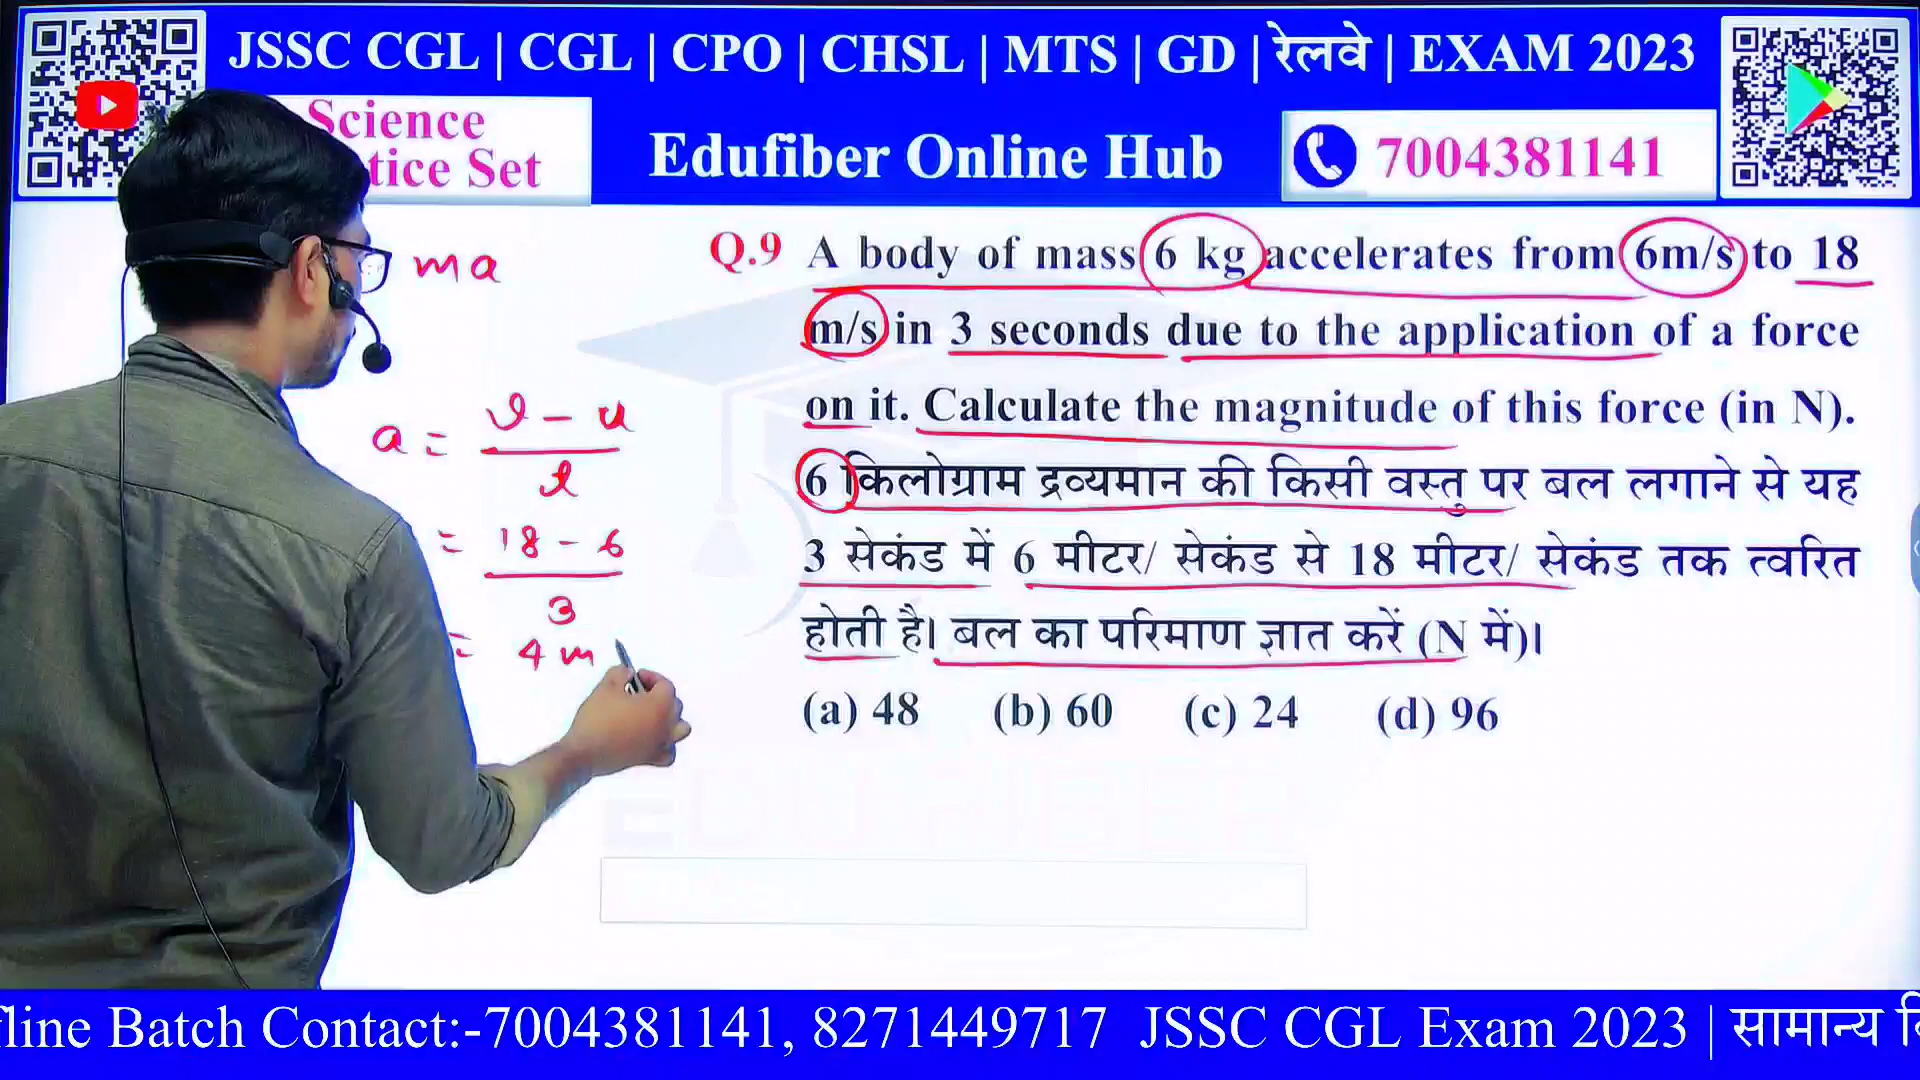 JSSC CGL | CGL | CPO | CHSL | MTS | GD | रेलवे | EXAM 2023
Science
tice Set
Edufiber Online Hub
7004381141
ma
Q.9 A body of mass 6 kg accelerates from 6m/s to 18
m/s in 3 seconds due to the application of a force
on it. Calculate the magnitude of this force (in N).
6 किलोग्राम द्रव्यमान की किसी वस्तु पर बल लगाने से यह
3 सेकंड में 6 मीटर/ सेकंड से 18 मीटर/ सेकंड तक त्वरित
होती है। बल का परिमाण ज्ञात करें (N में)।
(a) 48 (b) 60 (c) 24 (d) 96
a = v - u
t
= 18 - 6
3
= 4 m
fline Batch Contact:-7004381141, 8271449717 JSSC CGL Exam 2023 | सामान्य